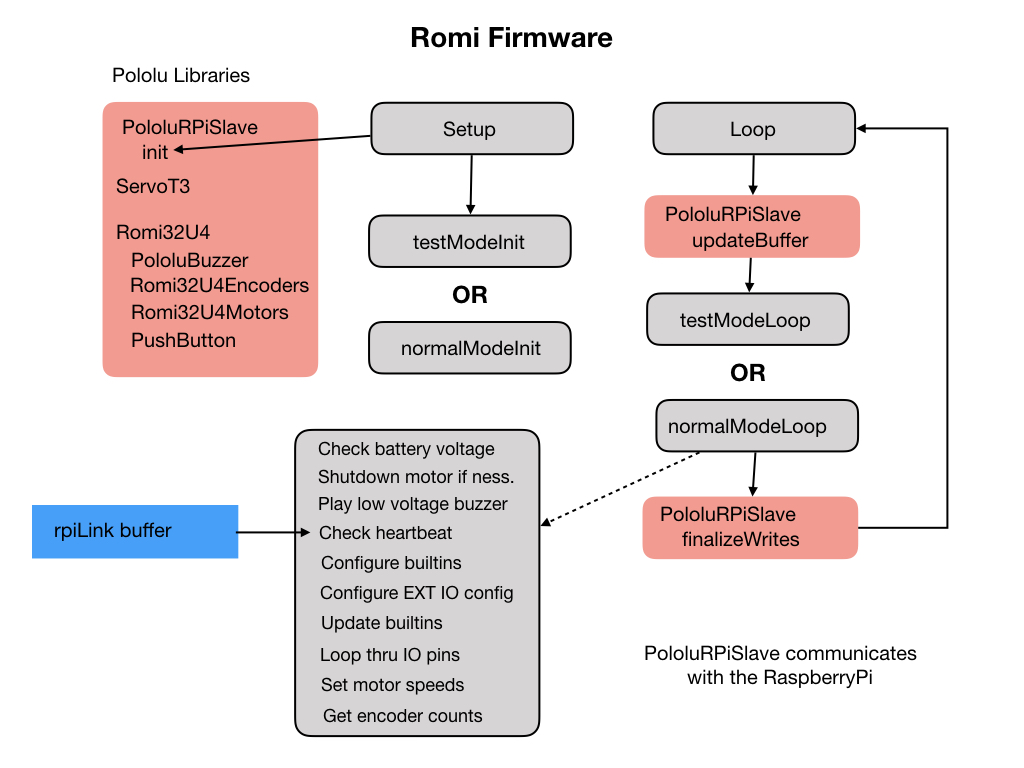 Romi Firmware
Pololu Libraries
PololuRPiSlave
init
ServoT3
Romi32U4
PololuBuzzer
Romi32U4Encoders
Romi32U4Motors
PushButton
Setup
testModeInit
OR
normalModeInit
Loop
PololuRPiSlave
updateBuffer
testModeLoop
OR
normalModeLoop
PololuRPiSlave
finalizeWrites
rpiLink buffer
Check battery voltage
Shutdown motor if ness.
Play low voltage buzzer
Check heartbeat
Configure builtins
Configure EXT IO config
Update builtins
Loop thru IO pins
Set motor speeds
Get encoder counts
PololuRPiSlave communicates
with the RaspberryPi